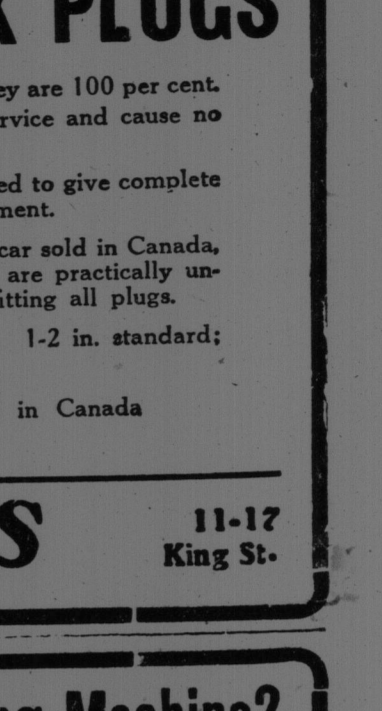 K PLUGS
ey are 100 per cent.
rvice and cause no
ed to give complete
ment.
car sold in Canada,
are practically un-
itting all plugs.
1-2 in. standard;
in Canada
S
11-17
King St.
Machine?